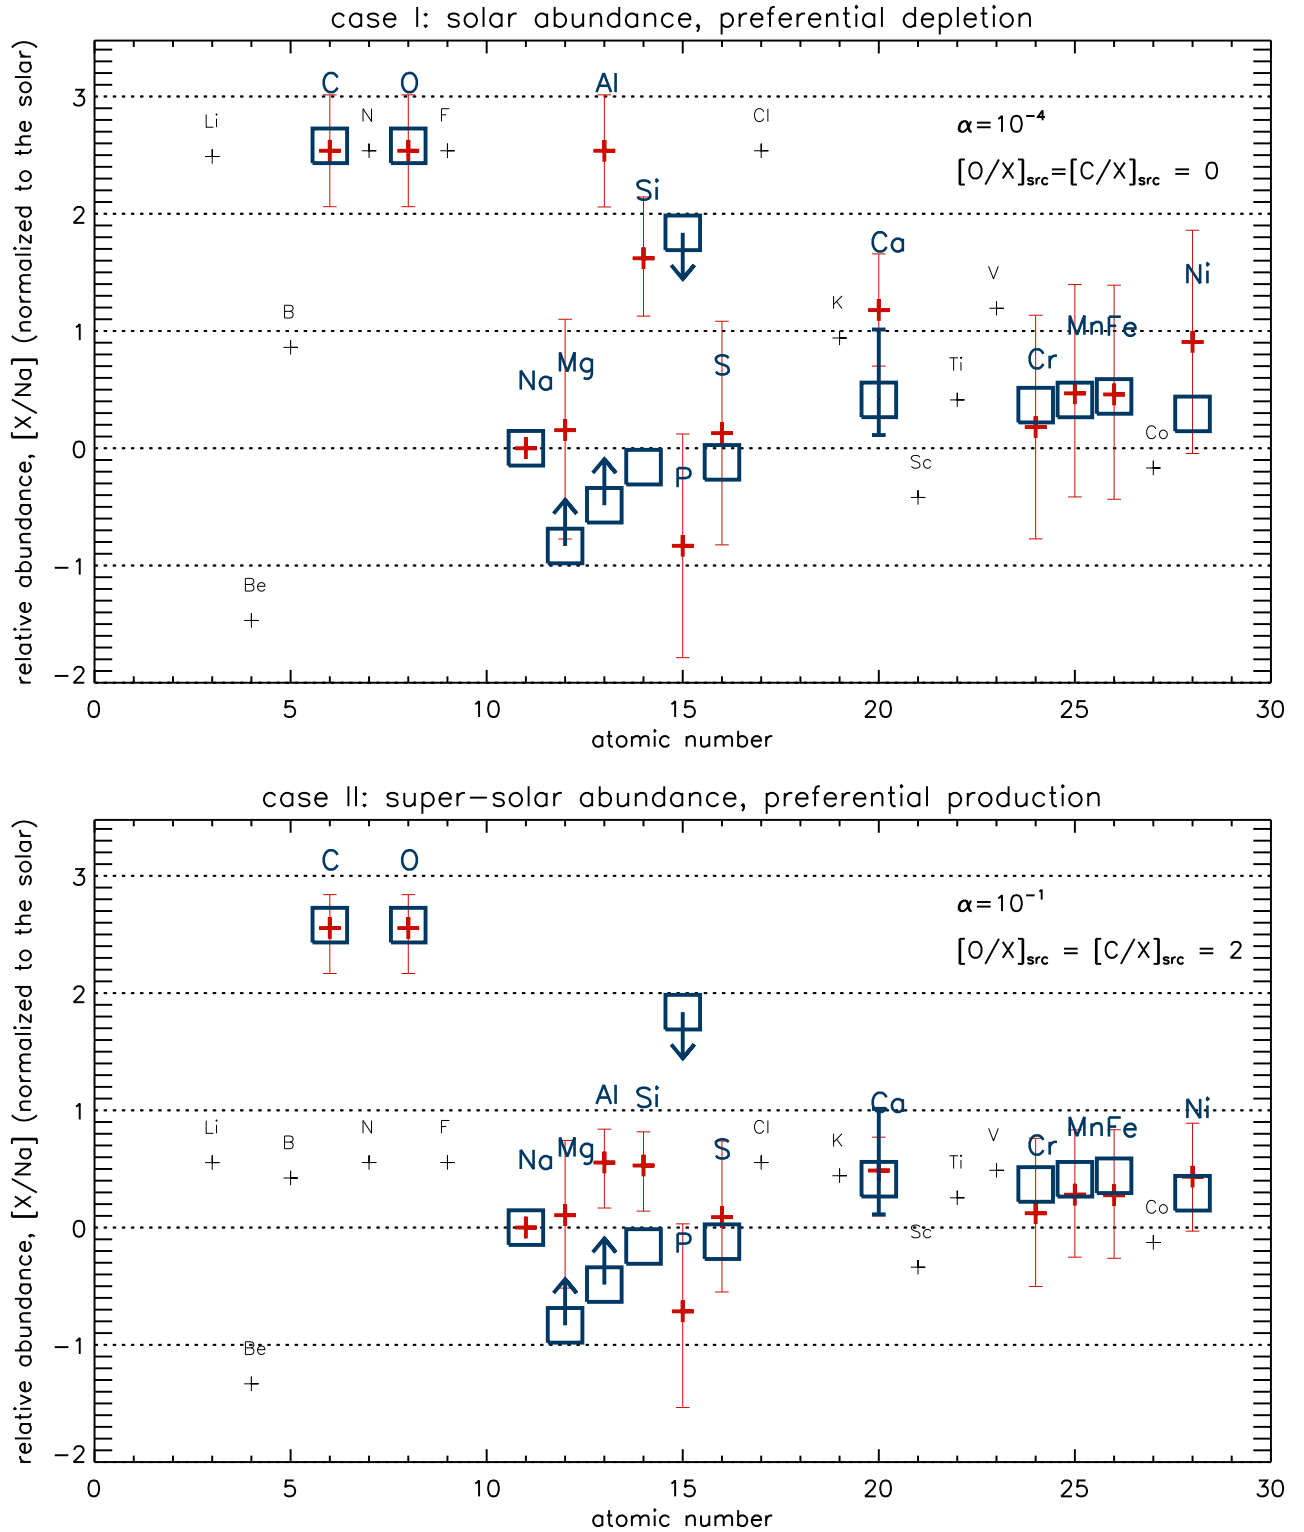 case I: solar abundance, preferential depletion
relative abundance, [X/Na] (normalized to the solar)
3
2
1
0
−1
−2
C O Al
Li N F Cl
α=10⁻⁴
[O/X]src=[C/X]src = 0
Si
Ca
Ni
V
K
B
MnFe
Cr
Ti
Mg
Na
S
Co
Sc
P
Be
0 5 10 15 20 25 30
atomic number
case II: super−solar abundance, preferential production
relative abundance, [X/Na] (normalized to the solar)
3
2
1
0
−1
−2
C O
α=10⁻¹
[O/X]src = [C/X]src = 2
Al Si
Ca
Ni
Li B N F Cl
K V
MnFe
Cr
Mg
Na
S
Ti
Co
Sc
P
Be
0 5 10 15 20 25 30
atomic number